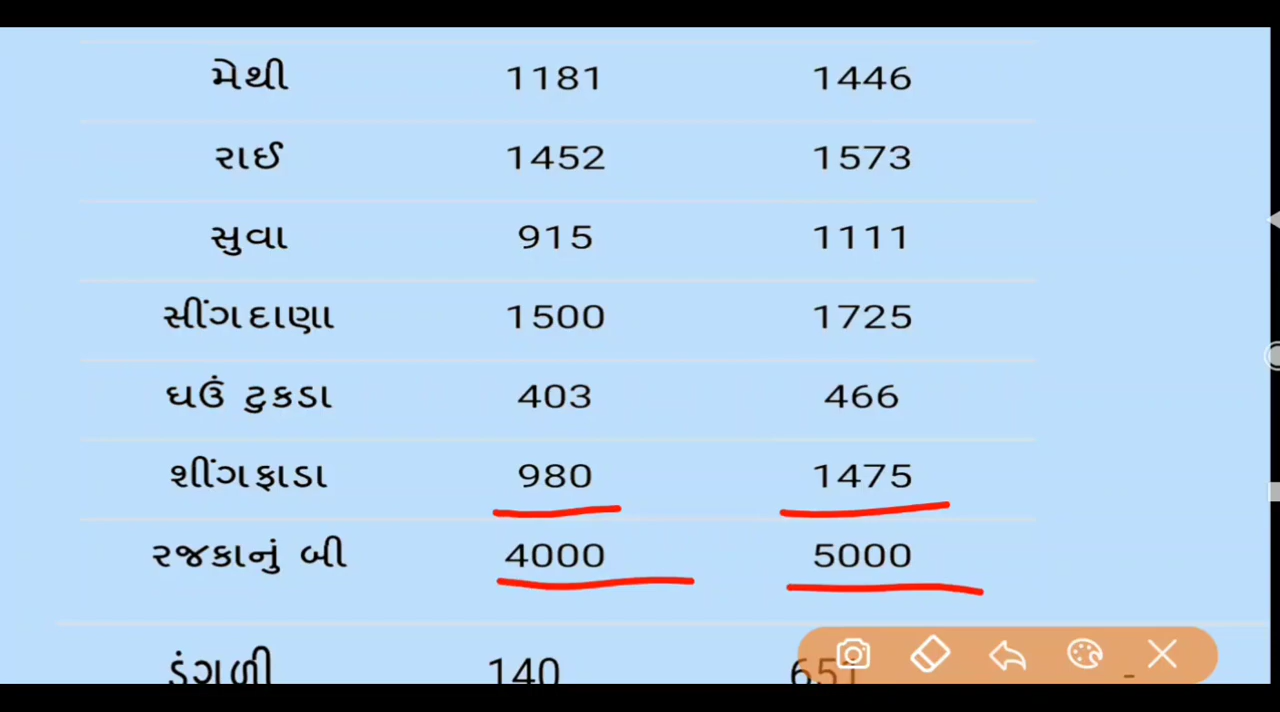 મેથી 1181 1446
રાઈ 1452 1573
સુવા 915 1111
સીંગદાણા 1500 1725
ઘઉં ટુકડા 403 466
શીંગફાડા 980 1475
રજકાનું બી 4000 5000
ડુંગળી 140 651 -